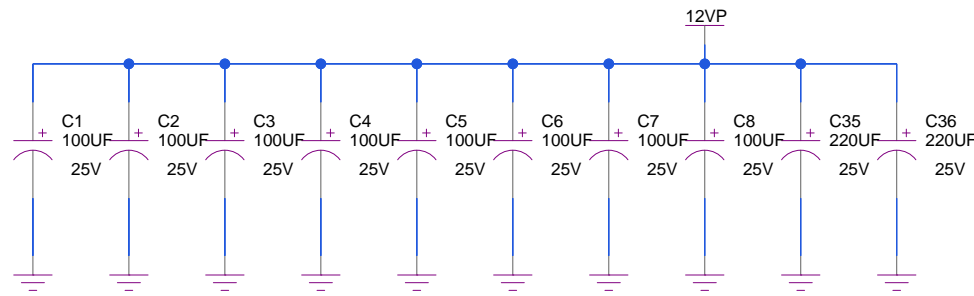 12VP
C1 C2 C3 C4 C5 C6 C7 C8 C35 C36
100UF 100UF 100UF 100UF 100UF 100UF 100UF 100UF 220UF 220UF
25V 25V 25V 25V 25V 25V 25V 25V 25V 25V